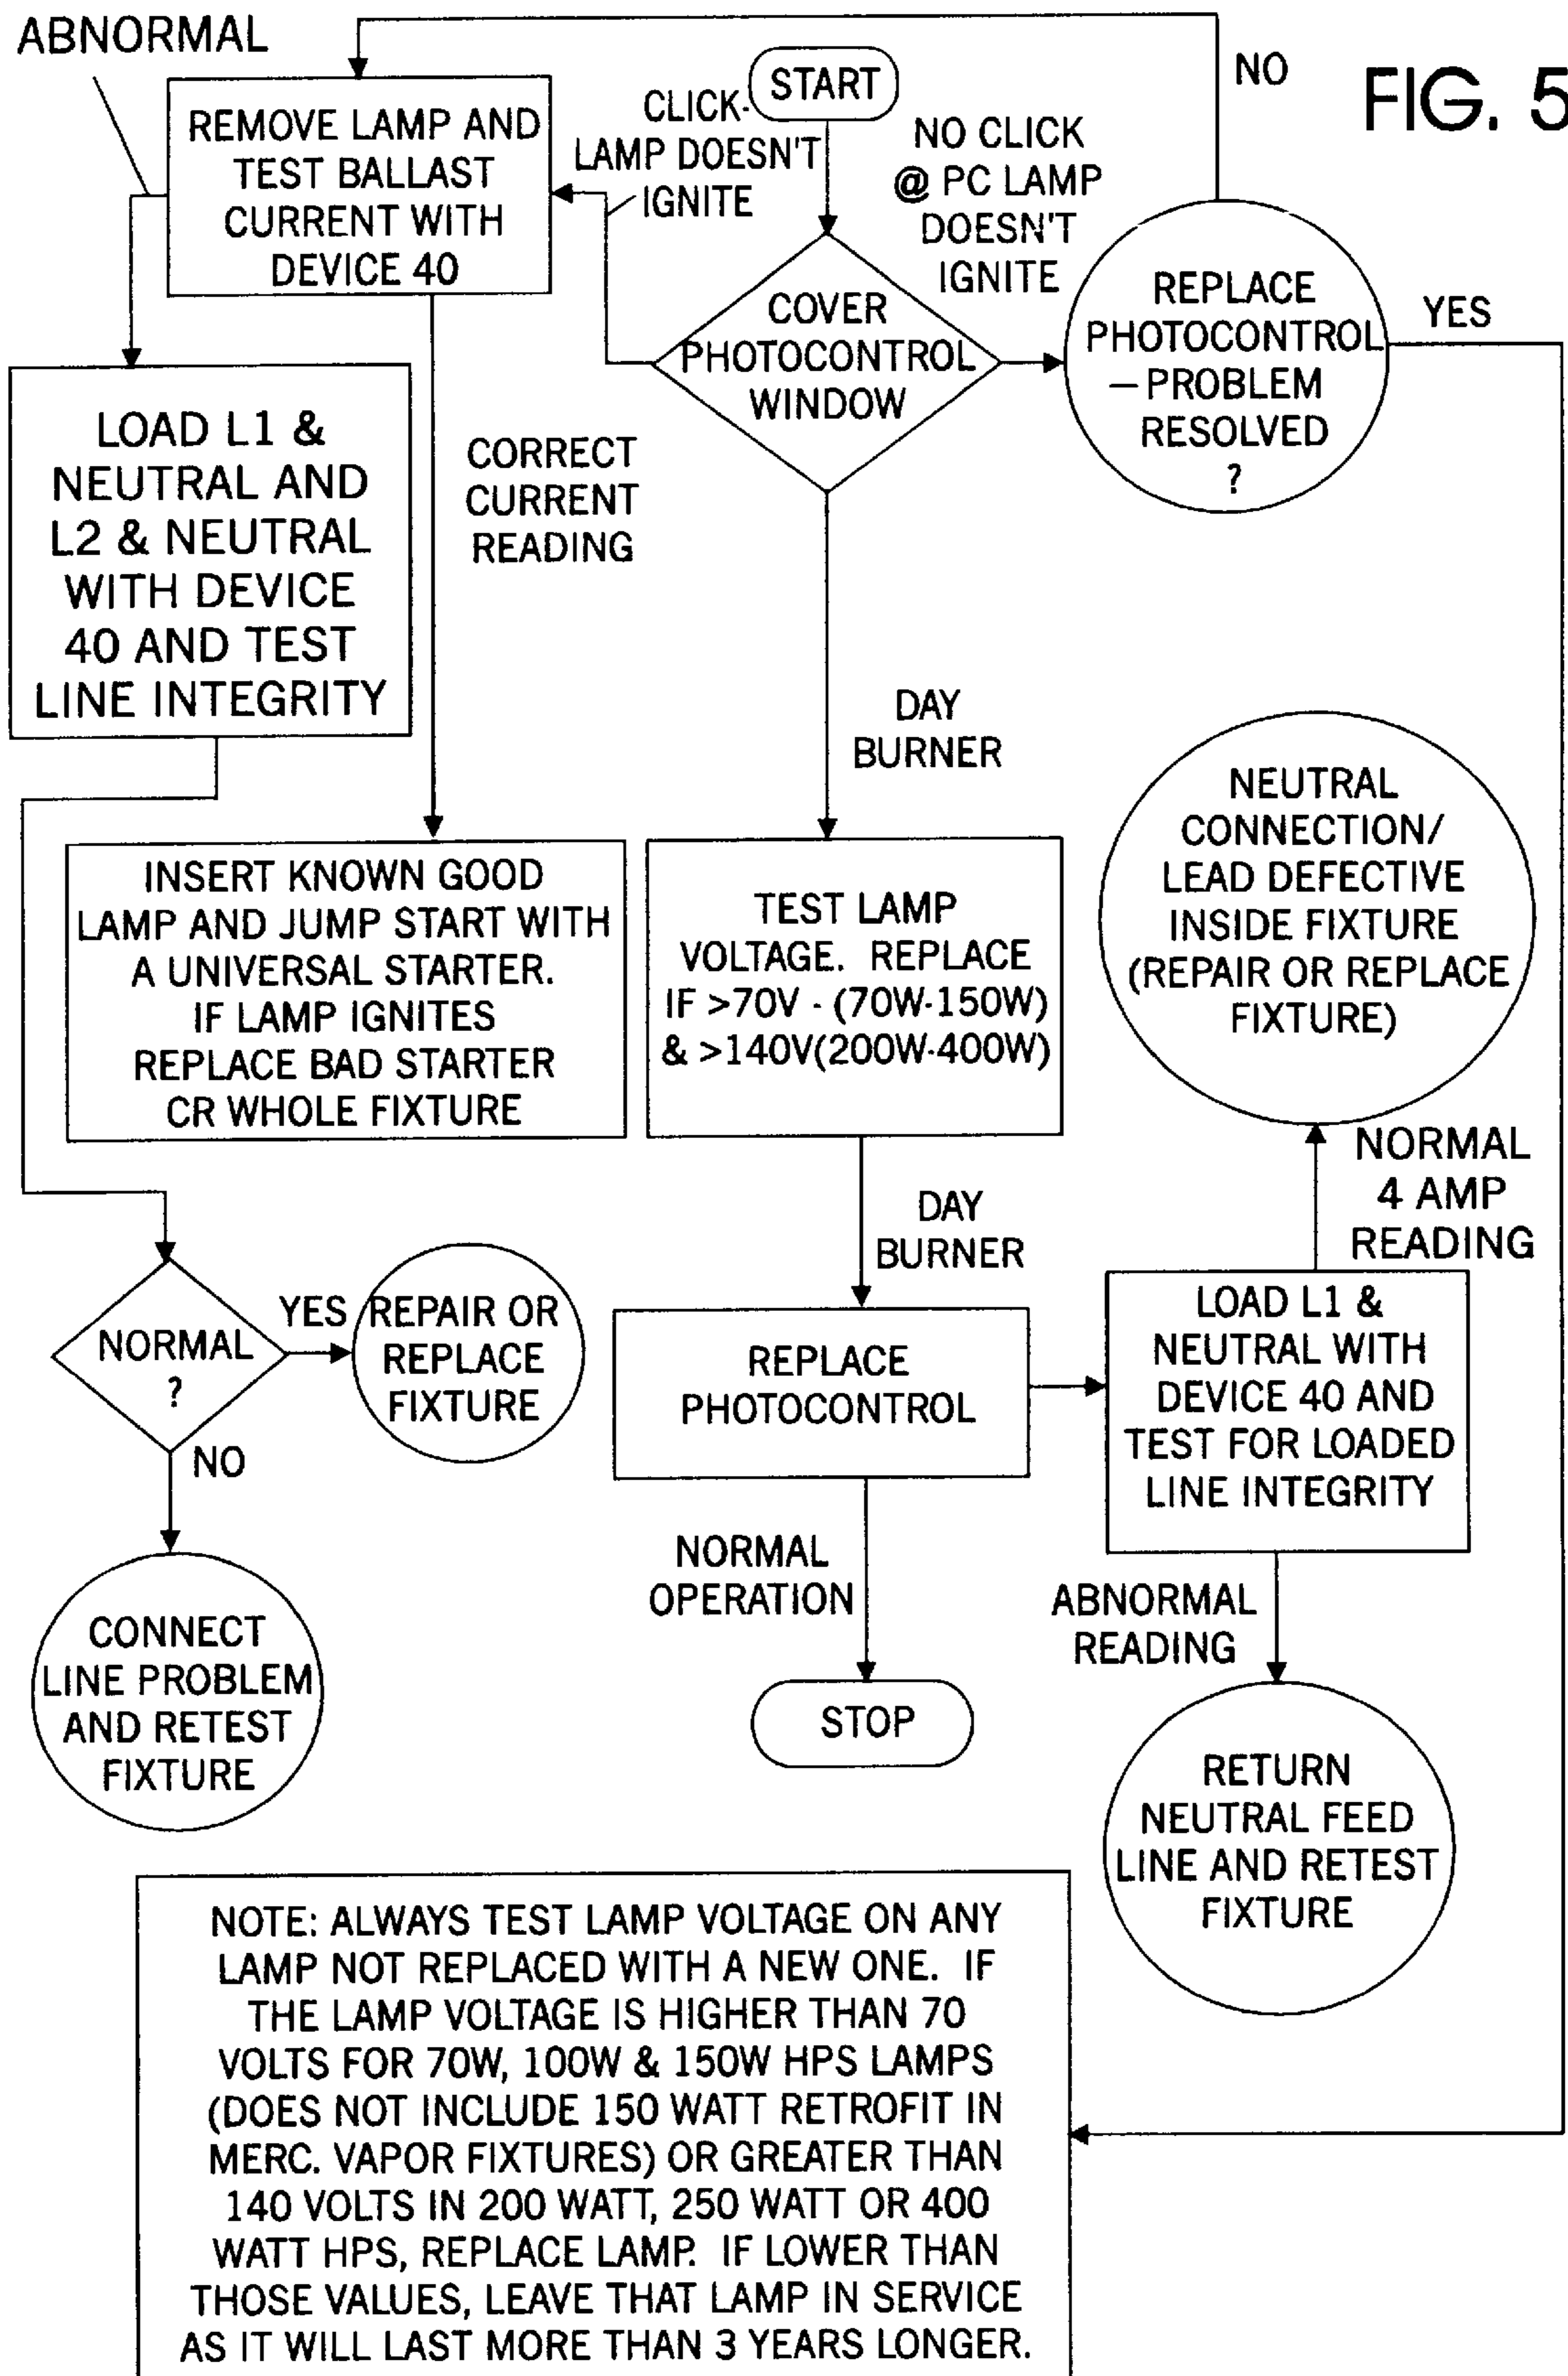 FIG. 5
START
ABNORMAL
REMOVE LAMP AND
TEST BALLAST
CURRENT WITH
DEVICE 40
CLICK-
LAMP DOESN'T
IGNITE
NO CLICK
@ PC LAMP
DOESN'T
IGNITE
NO
COVER
PHOTOCONTROL
WINDOW
REPLACE
PHOTOCONTROL
—PROBLEM
RESOLVED
?
YES
LOAD L1 &
NEUTRAL AND
L2 & NEUTRAL
WITH DEVICE
40 AND TEST
LINE INTEGRITY
CORRECT
CURRENT
READING
DAY
BURNER
INSERT KNOWN GOOD
LAMP AND JUMP START WITH
A UNIVERSAL STARTER.
IF LAMP IGNITES
REPLACE BAD STARTER
CR WHOLE FIXTURE
TEST LAMP
VOLTAGE. REPLACE
IF >70V - (70W-150W)
& >140V(200W-400W)
NEUTRAL
CONNECTION/
LEAD DEFECTIVE
INSIDE FIXTURE
(REPAIR OR REPLACE
FIXTURE)
NORMAL
4 AMP
READING
DAY
BURNER
NORMAL
?
YES
REPAIR OR
REPLACE
FIXTURE
NO
REPLACE
PHOTOCONTROL
LOAD L1 &
NEUTRAL WITH
DEVICE 40 AND
TEST FOR LOADED
LINE INTEGRITY
CONNECT
LINE PROBLEM
AND RETEST
FIXTURE
NORMAL
OPERATION
STOP
ABNORMAL
READING
RETURN
NEUTRAL FEED
LINE AND RETEST
FIXTURE
NOTE: ALWAYS TEST LAMP VOLTAGE ON ANY
LAMP NOT REPLACED WITH A NEW ONE. IF
THE LAMP VOLTAGE IS HIGHER THAN 70
VOLTS FOR 70W, 100W & 150W HPS LAMPS
(DOES NOT INCLUDE 150 WATT RETROFIT IN
MERC. VAPOR FIXTURES) OR GREATER THAN
140 VOLTS IN 200 WATT, 250 WATT OR 400
WATT HPS, REPLACE LAMP. IF LOWER THAN
THOSE VALUES, LEAVE THAT LAMP IN SERVICE
AS IT WILL LAST MORE THAN 3 YEARS LONGER.